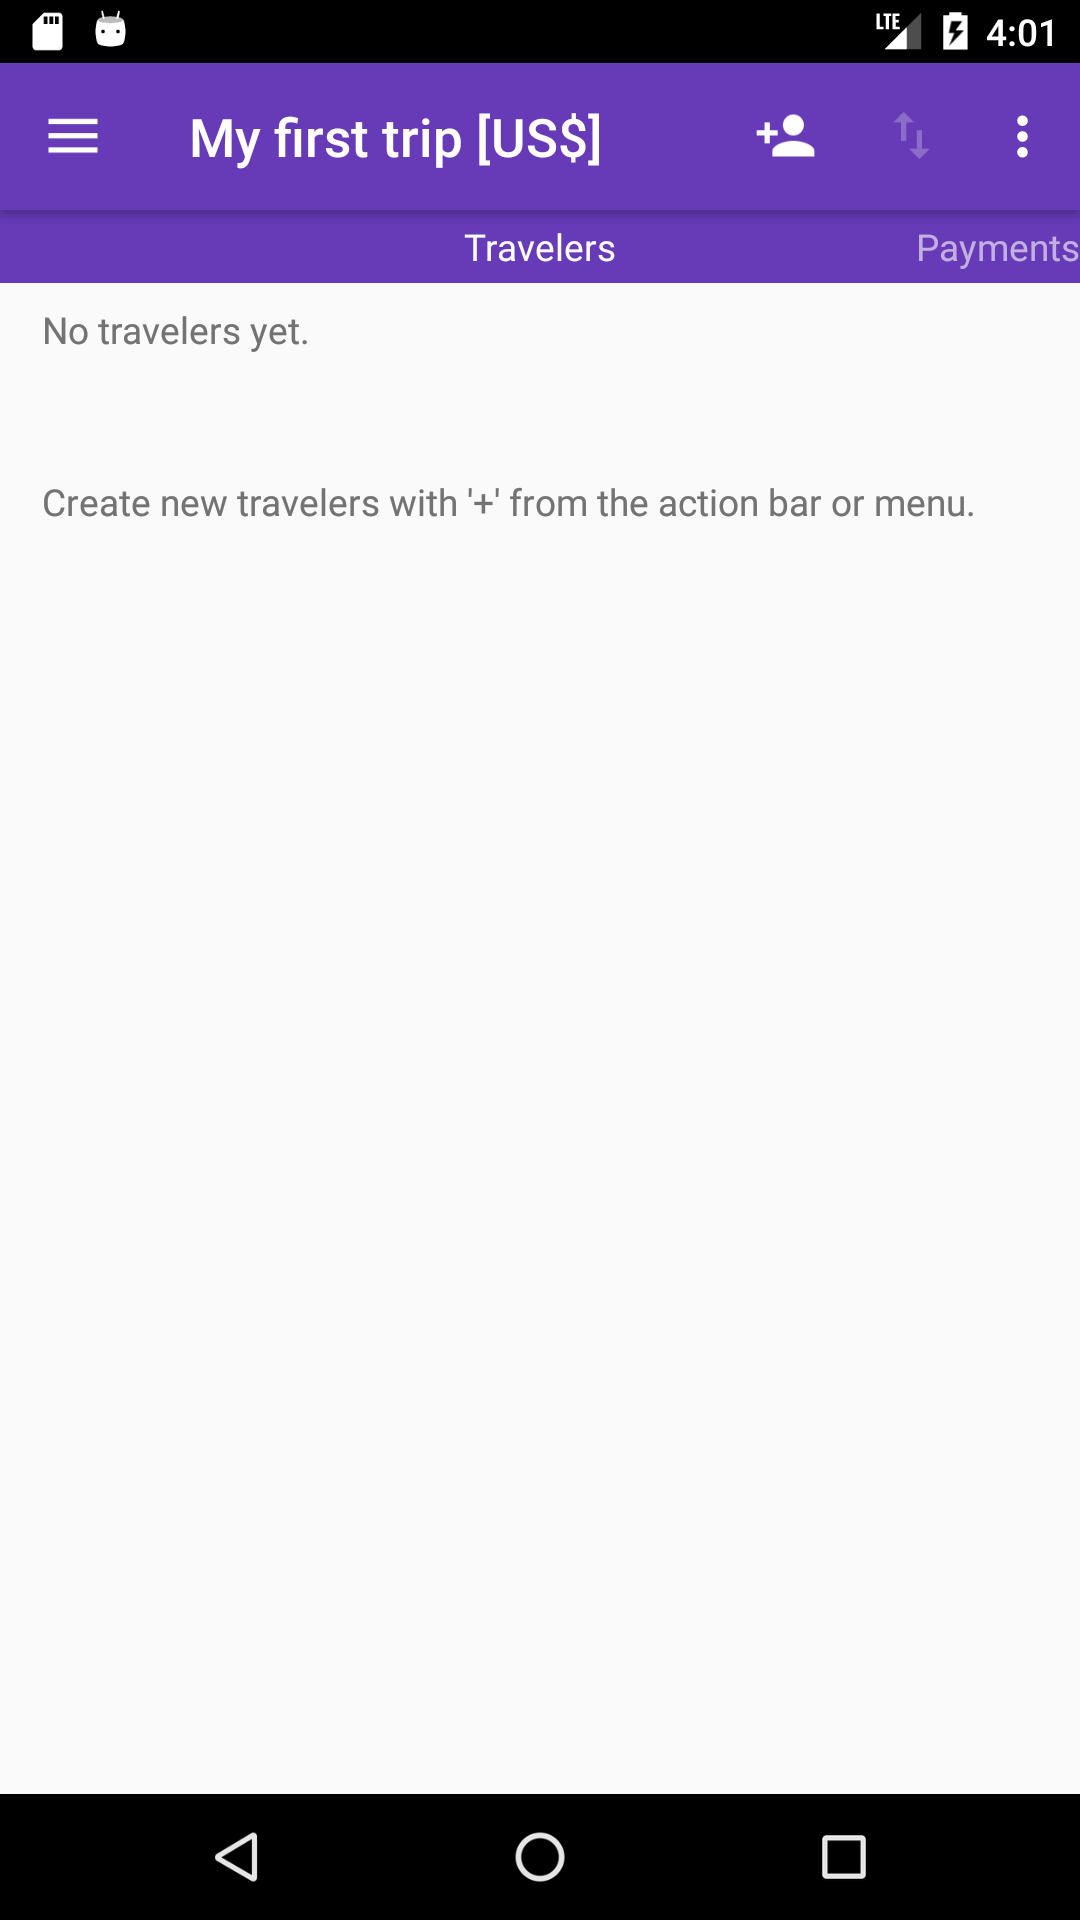 LTE 4:01
My first trip [US$]
Travelers Payments
No travelers yet.
Create new travelers with '+' from the action bar or menu.